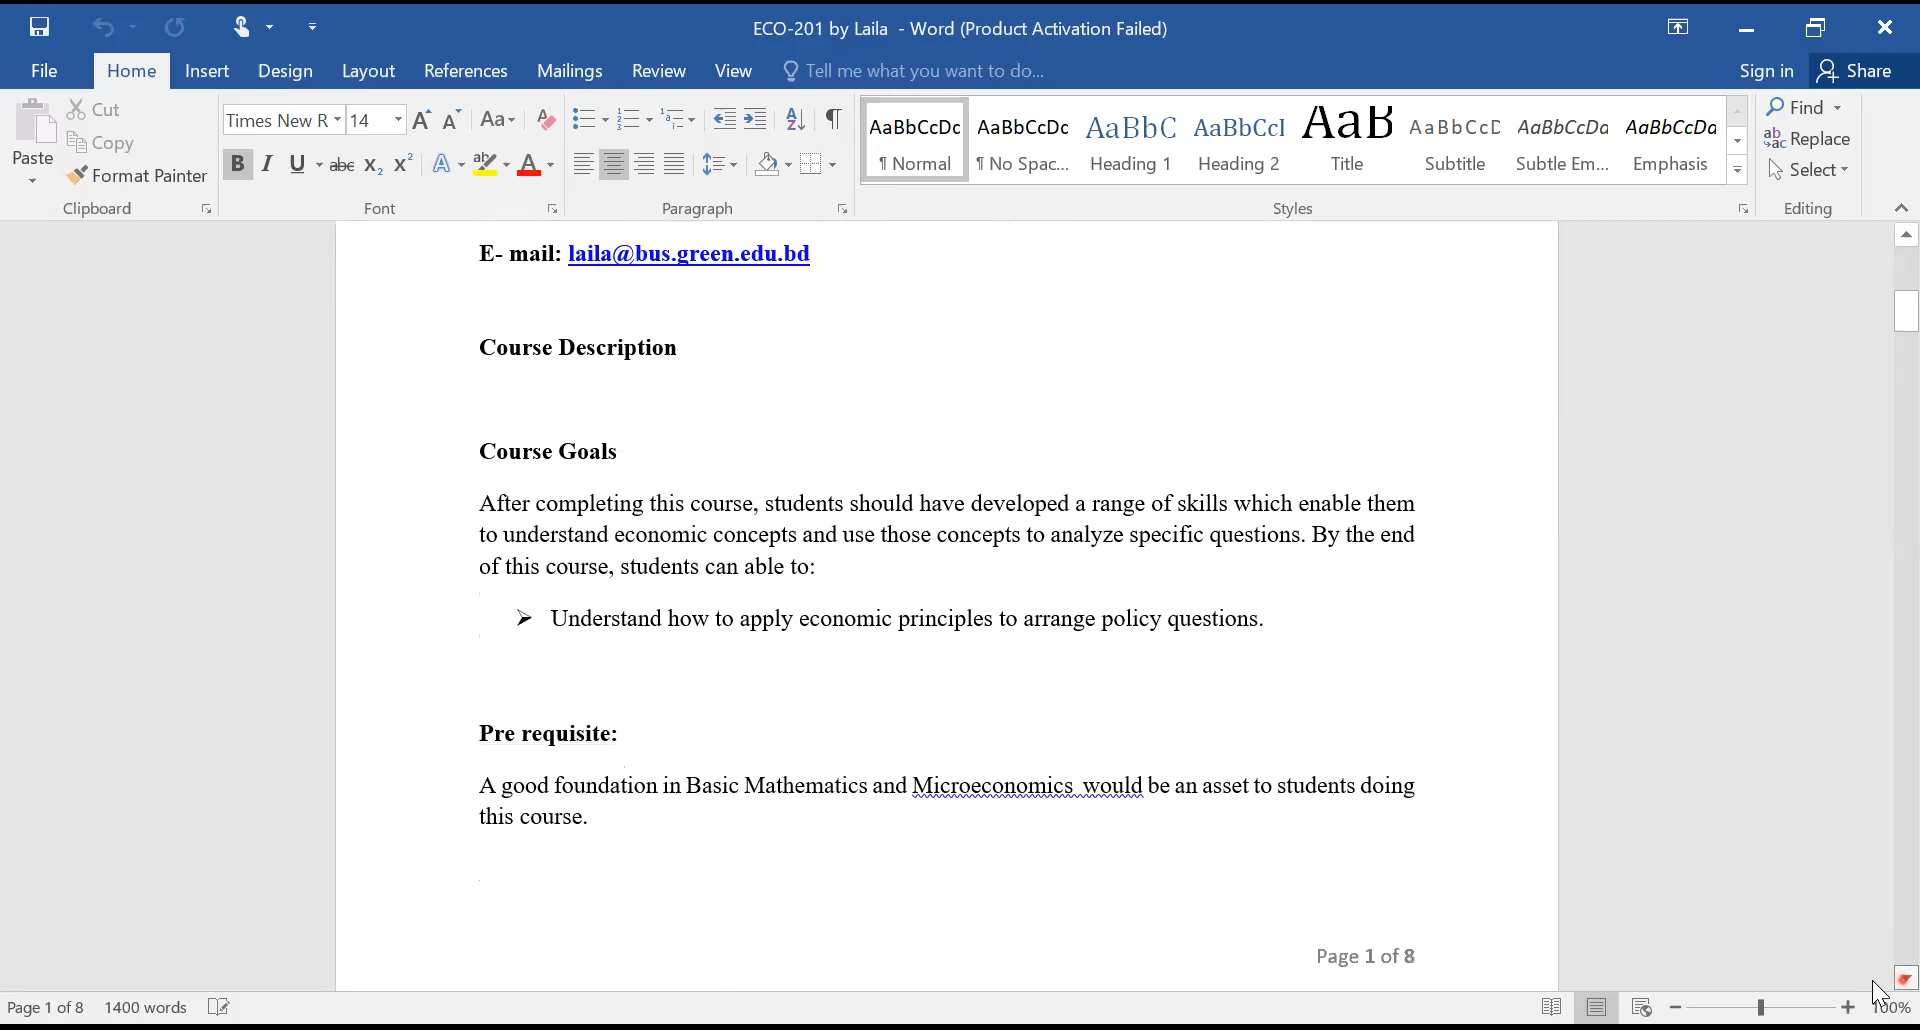 ECO-201 by Laila - Word (Product Activation Failed)
File Home Insert Design Layout References Mailings Review View Tell me what you want to do... Sign in Share
Paste
Cut
Copy
Format Painter
Clipboard
Times New R 14
Aa
B I U abc X₂ X² A ab A
Font
Paragraph
AaBbCcDc AaBbCcDc AaBbC AaBbCcI AaB AaBbCcD AaBbCcDa AaBbCcDa
¶ Normal ¶ No Spac... Heading 1 Heading 2 Title Subtitle Subtle Em... Emphasis
Styles
Find
Replace
Select
Editing
E- mail: laila@bus.green.edu.bd
Course Description
Course Goals
After completing this course, students should have developed a range of skills which enable them
to understand economic concepts and use those concepts to analyze specific questions. By the end
of this course, students can able to:
➢ Understand how to apply economic principles to arrange policy questions.
Pre requisite:
A good foundation in Basic Mathematics and Microeconomics would be an asset to students doing
this course.
Page 1 of 8
Page 1 of 8 1400 words 100%